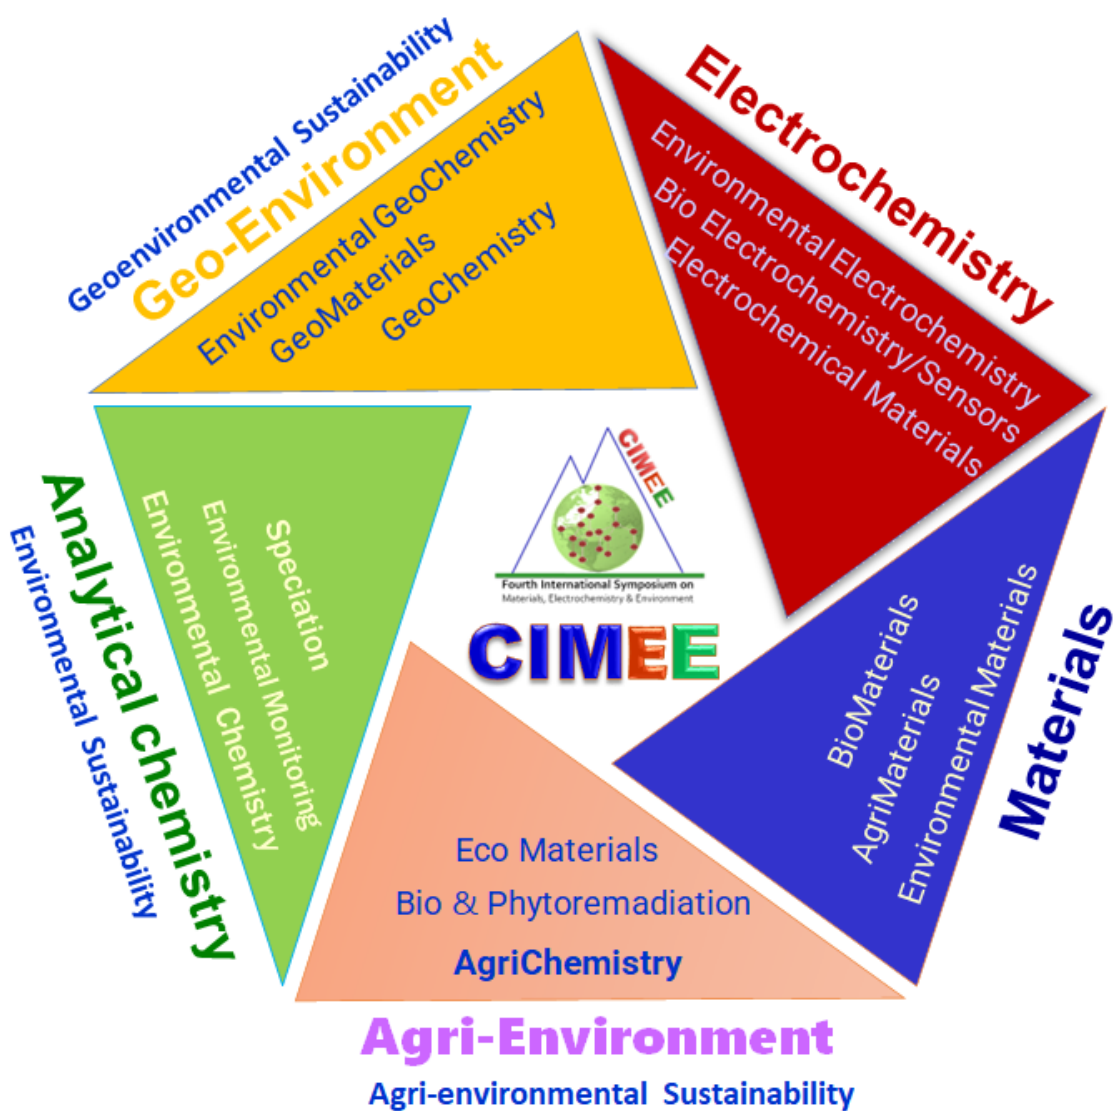 Geoenvironmental Sustainability
Geo-Environment
Environmental GeoChemistry
GeoMaterials
GeoChemistry
Electrochemistry
Environmental Electrochemistry
Bio Electrochemistry/Sensors
Electrochemical Materials
CIMEE
Fourth International Symposium on
Materials, Electrochemistry & Environment
CIMEE
BioMaterials
AgriMaterials
Environmental Materials
Materials
Speciation
Environmental Monitoring
Environmental Chemistry
Analytical chemistry
Environmental Sustainability
Eco Materials
Bio & Phytoremadiation
AgriChemistry
Agri-Environment
Agri-environmental Sustainability